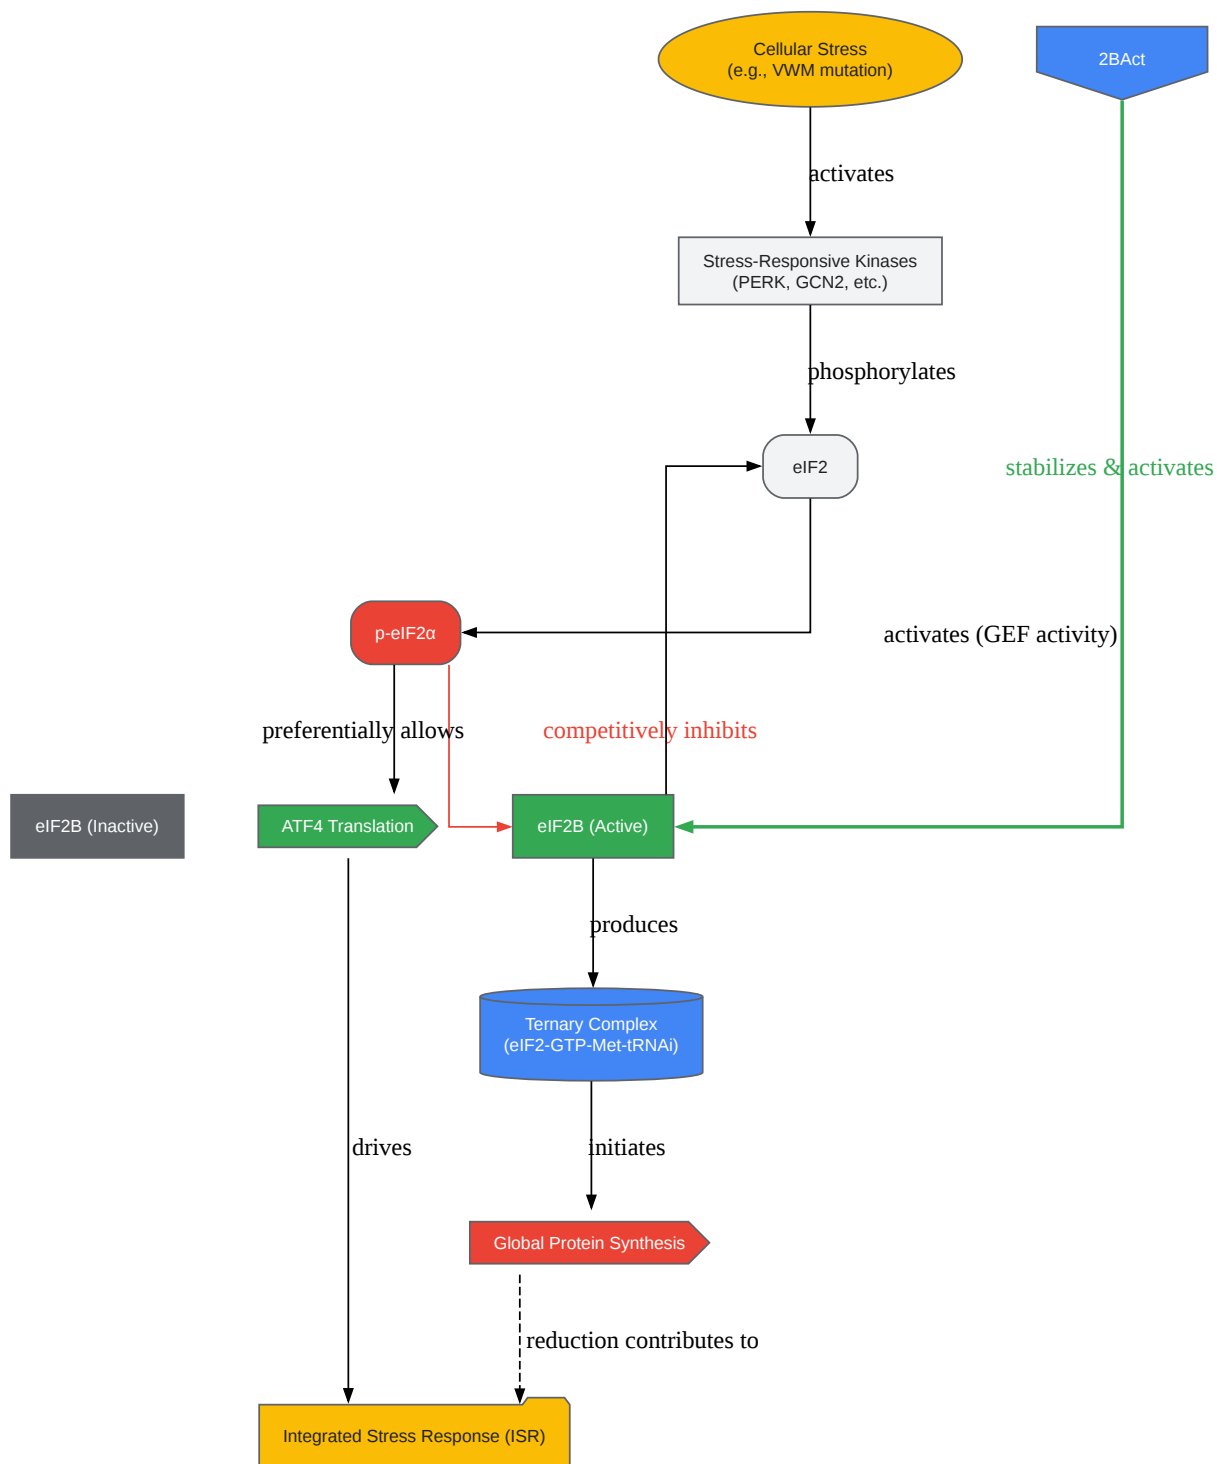 Cellular Stress
(e.g., VWM mutation)
2BAct
activates
Stress-Responsive Kinases
(PERK, GCN2, etc.)
phosphorylates
eIF2
stabilizes & activates
p-eIF2α
activates (GEF activity)
preferentially allows
competitively inhibits
eIF2B (Inactive)
ATF4 Translation
eIF2B (Active)
produces
Ternary Complex
(eIF2-GTP-Met-tRNAi)
drives
initiates
Global Protein Synthesis
reduction contributes to
Integrated Stress Response (ISR)